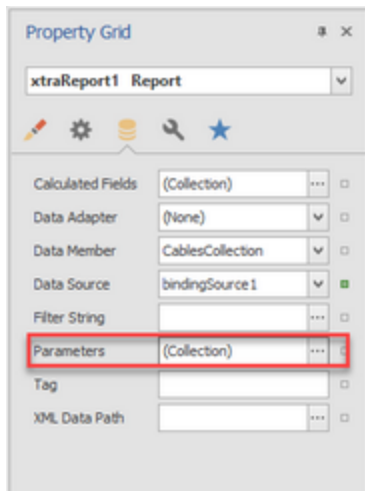 Property Grid
xtraReport1 Report
Calculated Fields (Collection)
Data Adapter (None)
Data Member CablesCollection
Data Source bindingSource1
Filter String
Parameters (Collection)
Tag
XML Data Path